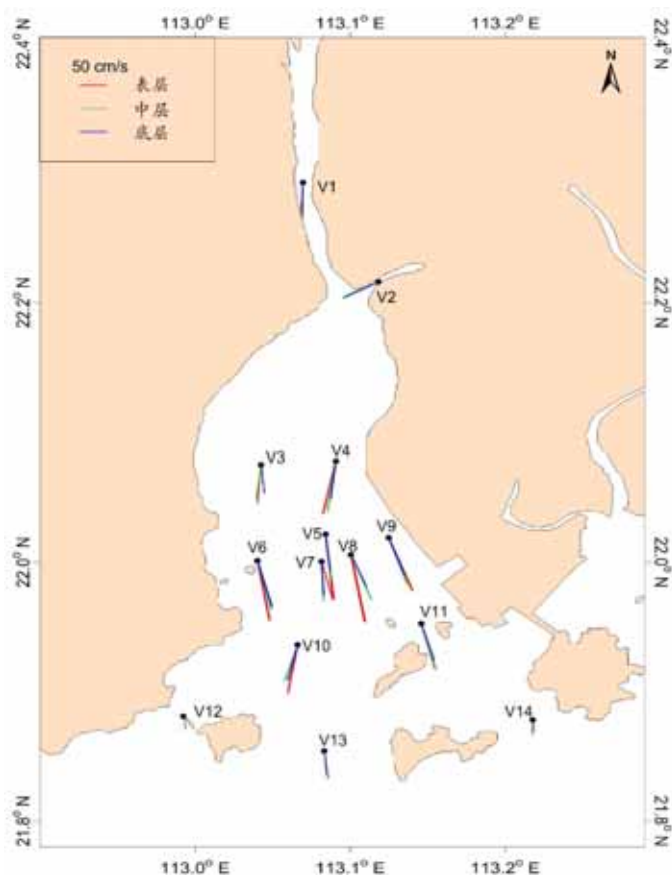 113.0° E 113.1° E 113.2° E
22.4° N 22.4° N
50 cm/s
表层
中层
底层
N
V1
V2
22.2° N 22.2° N
V3 V4
V5 V9
V6 V7 V8
22.0° N 22.0° N
V11
V10
V12 V14
V13
21.8° N 21.8° N
113.0° E 113.1° E 113.2° E